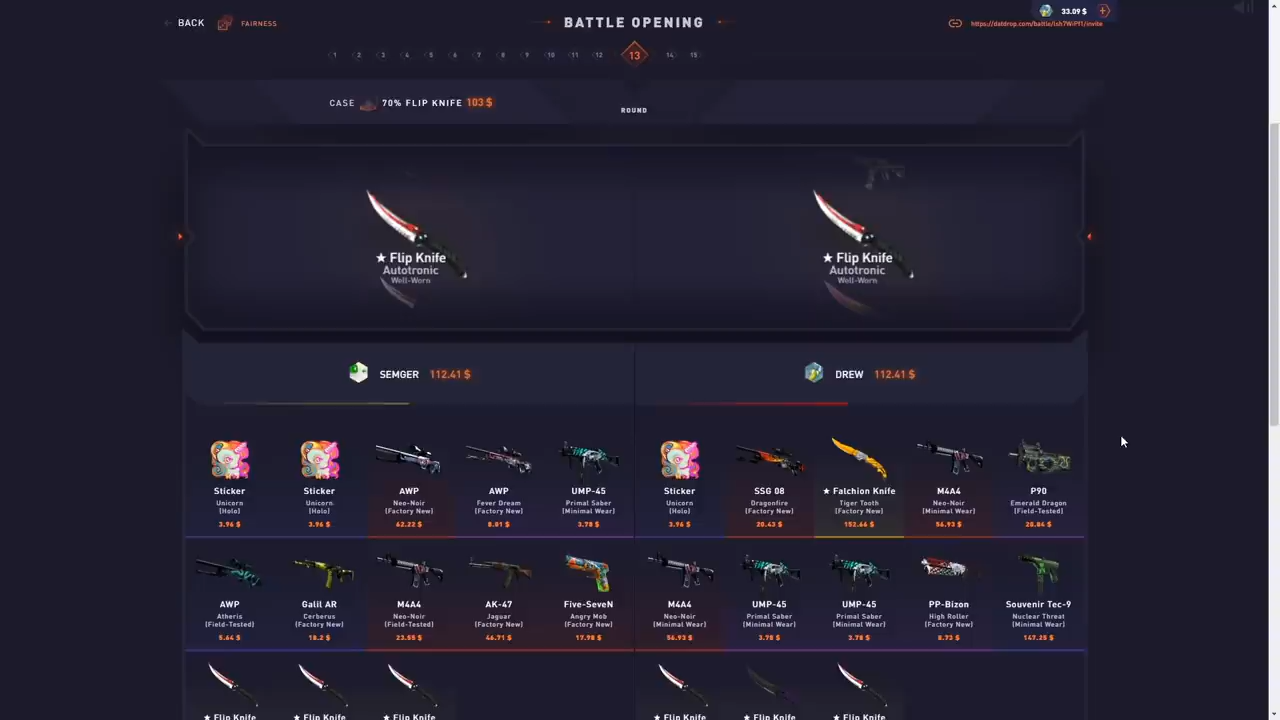 ← BACK
FAIRNESS
BATTLE OPENING
33.09 $
https://datdrop.com/battle/
1 2 3 4 5 6 7 8 9 10 11 12 13 14 15
CASE 70% FLIP KNIFE 103 $
ROUND
★ Flip Knife
Autotronic
Well-Worn
★ Flip Knife
Autotronic
Well-Worn
SEMGER 112.41 $
DREW 112.41 $
Sticker
Unicorn
(Holo)
3.96 $
Sticker
Unicorn
(Holo)
3.96 $
AWP
Neo-Noir
(Factory New)
62.22 $
AWP
Fever Dream
(Factory New)
8.01 $
UMP-45
Primal Saber
(Minimal Wear)
3.78 $
Sticker
Unicorn
(Holo)
3.96 $
SSG 08
Dragonfire
(Factory New)
20.43 $
★ Falchion Knife
Tiger Tooth
(Factory New)
152.66 $
M4A4
Neo-Noir
(Minimal Wear)
56.93 $
P90
Emerald Dragon
(Field-Tested)
28.84 $
AWP
Atheris
(Field-Tested)
5.64 $
Galil AR
Cerberus
(Factory New)
18.2 $
M4A4
Neo-Noir
(Field-Tested)
23.55 $
AK-47
Jaguar
(Factory New)
46.71 $
Five-SeveN
Angry Mob
(Factory New)
17.98 $
M4A4
Neo-Noir
(Minimal Wear)
56.93 $
UMP-45
Primal Saber
(Minimal Wear)
3.78 $
UMP-45
Primal Saber
(Minimal Wear)
3.78 $
PP-Bizon
High Roller
(Factory New)
8.73 $
Souvenir Tec-9
Nuclear Threat
(Minimal Wear)
147.25 $
★ Flip Knife
★ Flip Knife
★ Flip Knife
★ Flip Knife
★ Flip Knife
★ Flip Knife